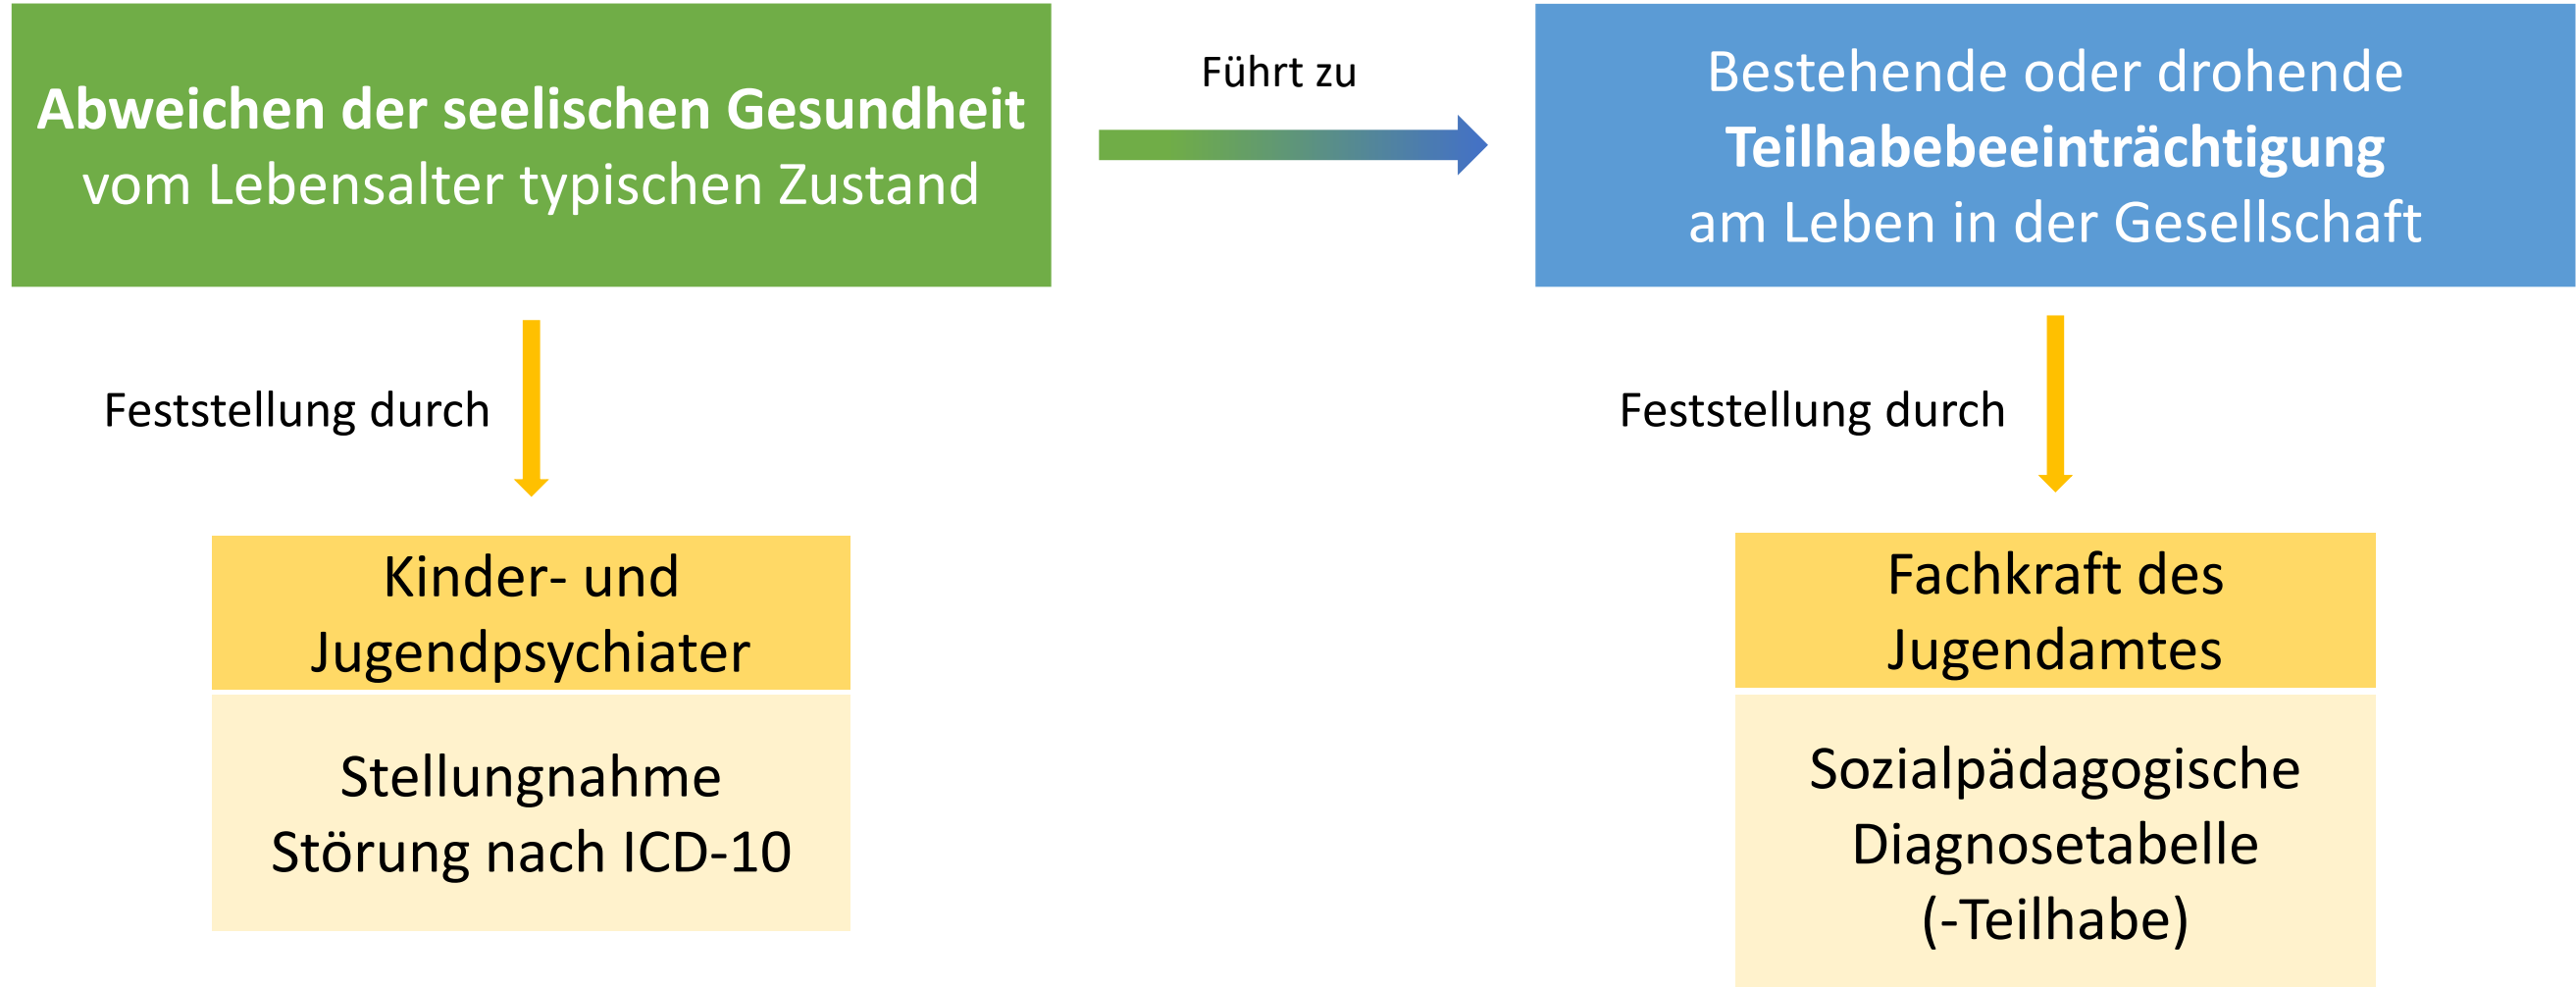 Abweichen der seelischen Gesundheit
vom Lebensalter typischen Zustand
Führt zu
Bestehende oder drohende
Teilhabebeeinträchtigung
am Leben in der Gesellschaft
Feststellung durch
Feststellung durch
Kinder- und
Jugendpsychiater
Stellungnahme
Störung nach ICD-10
Fachkraft des
Jugendamtes
Sozialpädagogische
Diagnosetabelle
(-Teilhabe)